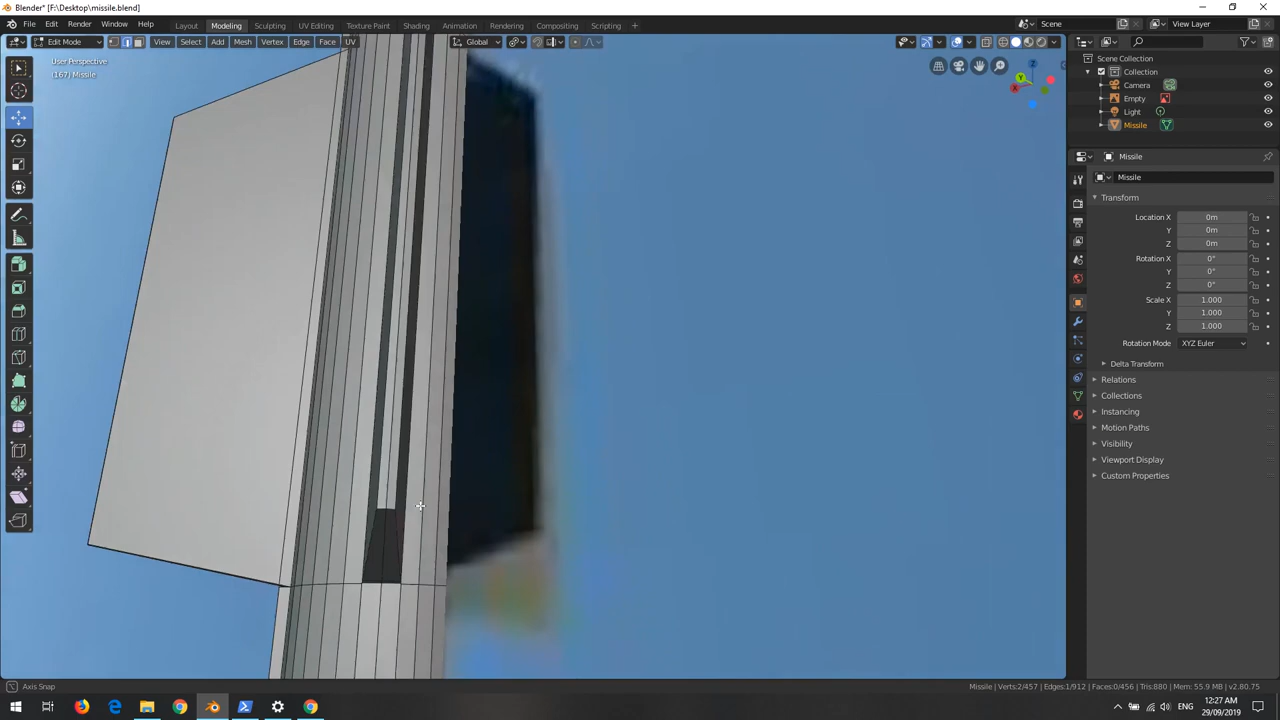 Blender* [F:\Desktop\missile.blend]
File Edit Render Window Help Layout Modeling Sculpting UV Editing Texture Paint Shading Animation Rendering Compositing Scripting + Scene View Layer
Edit Mode View Select Add Mesh Vertex Edge Face UV Global
User Perspective
(167) Missile
Scene Collection
Collection
Camera
Empty
Light
Missile
Missile
Missile
Transform
Location X 0m
Y 0m
Z 0m
Rotation X 0°
Y 0°
Z 0°
Scale X 1.000
Y 1.000
Z 1.000
Rotation Mode XYZ Euler
Delta Transform
Relations
Collections
Instancing
Motion Paths
Visibility
Viewport Display
Custom Properties
Axis Snap
Missile | Verts:2/457 | Edges:1/912 | Faces:0/456 | Tris:880 | Mem: 55.9 MB | v2.80.75
ENG
12:27 AM
29/09/2019